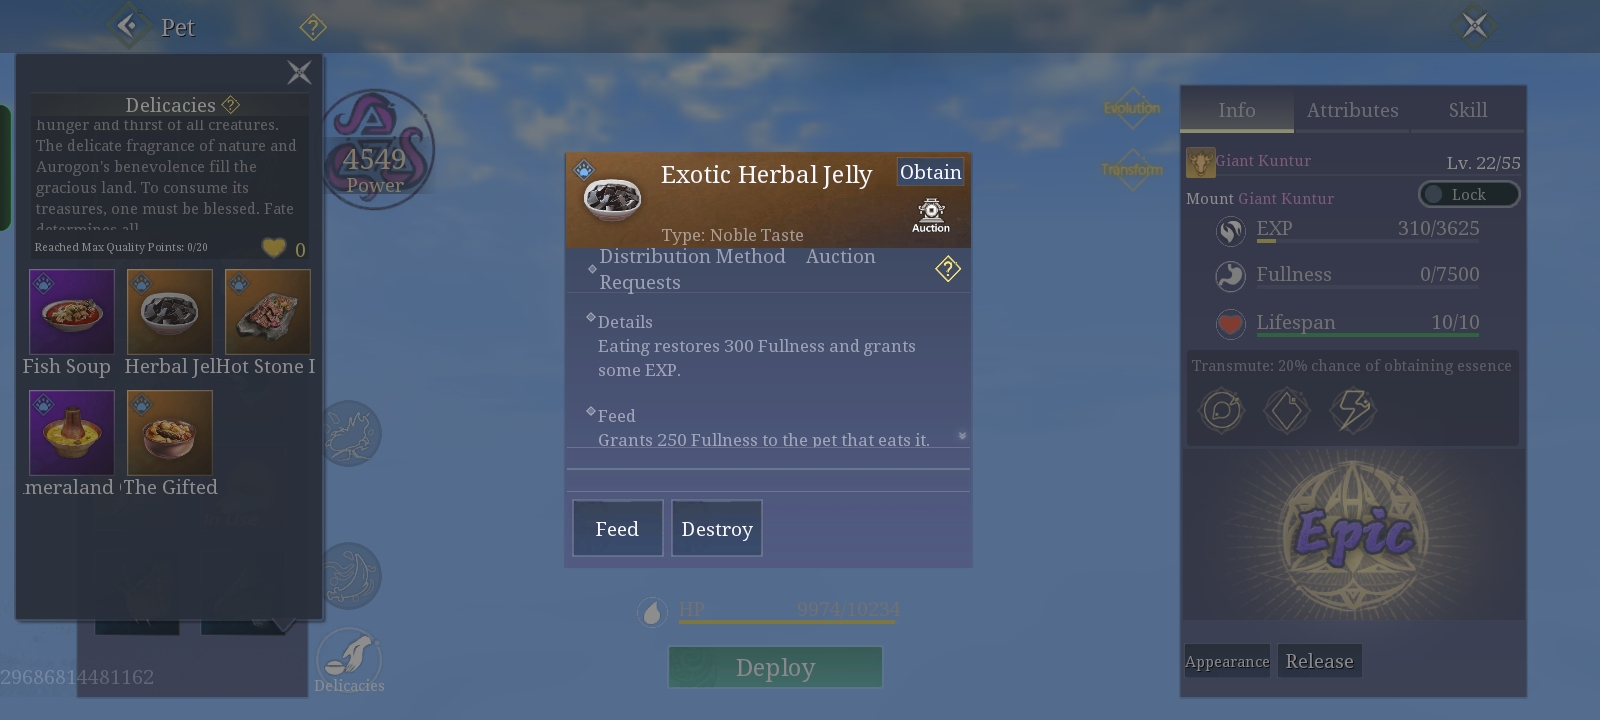 Pet
Delicacies
hunger and thirst of all creatures.
The delicate fragrance of nature and
Aurogon's benevolence fill the
gracious land. To consume its
treasures, one must be blessed. Fate
determines all
Reached Max Quality Points: 0/20
0
Fish Soup
Herbal Jell
Hot Stone I
meraland
The Gifted
29686814481162
4549
Power
Delicacies
Exotic Herbal Jelly
Obtain
Auction
Type: Noble Taste
Distribution Method Auction
Requests
Details
Eating restores 300 Fullness and grants
some EXP.
Feed
Grants 250 Fullness to the pet that eats it.
Feed
Destroy
HP 9974/10234
Deploy
Evolution
Transform
Info
Attributes
Skill
Giant Kuntur
Lv. 22/55
Mount Giant Kuntur
Lock
EXP 310/3625
Fullness 0/7500
Lifespan 10/10
Transmute: 20% chance of obtaining essence
Epic
Appearance
Release